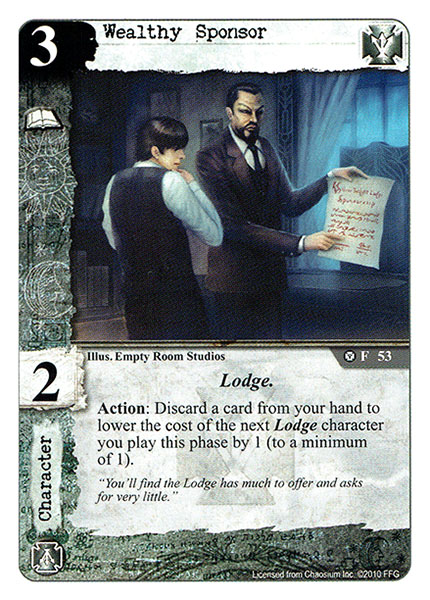 3
Wealthy Sponsor
Sponsorship
Illus. Empty Room Studios
F 53
2
Lodge.
Action: Discard a card from your hand to
lower the cost of the next Lodge character
you play this phase by 1 (to a minimum
of 1).
“You’ll find the Lodge has much to offer and asks
for very little.”
Character
Licensed from Chaosium Inc. ©2010 FFG